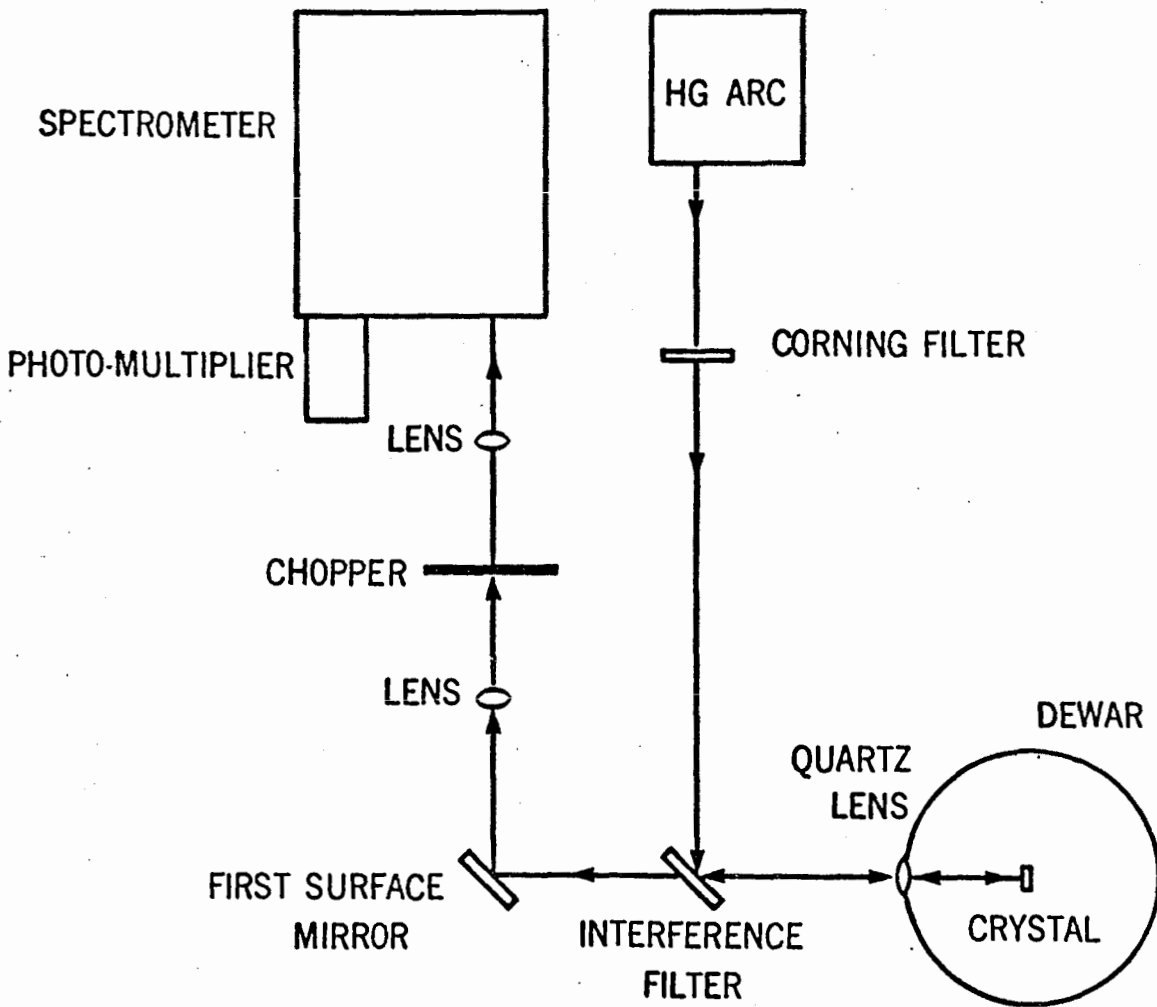 HG ARC
SPECTROMETER
CORNING FILTER
PHOTO-MULTIPLIER
LENS
CHOPPER
LENS
DEWAR
QUARTZ
LENS
FIRST SURFACE
MIRROR
INTERFERENCE
FILTER
CRYSTAL